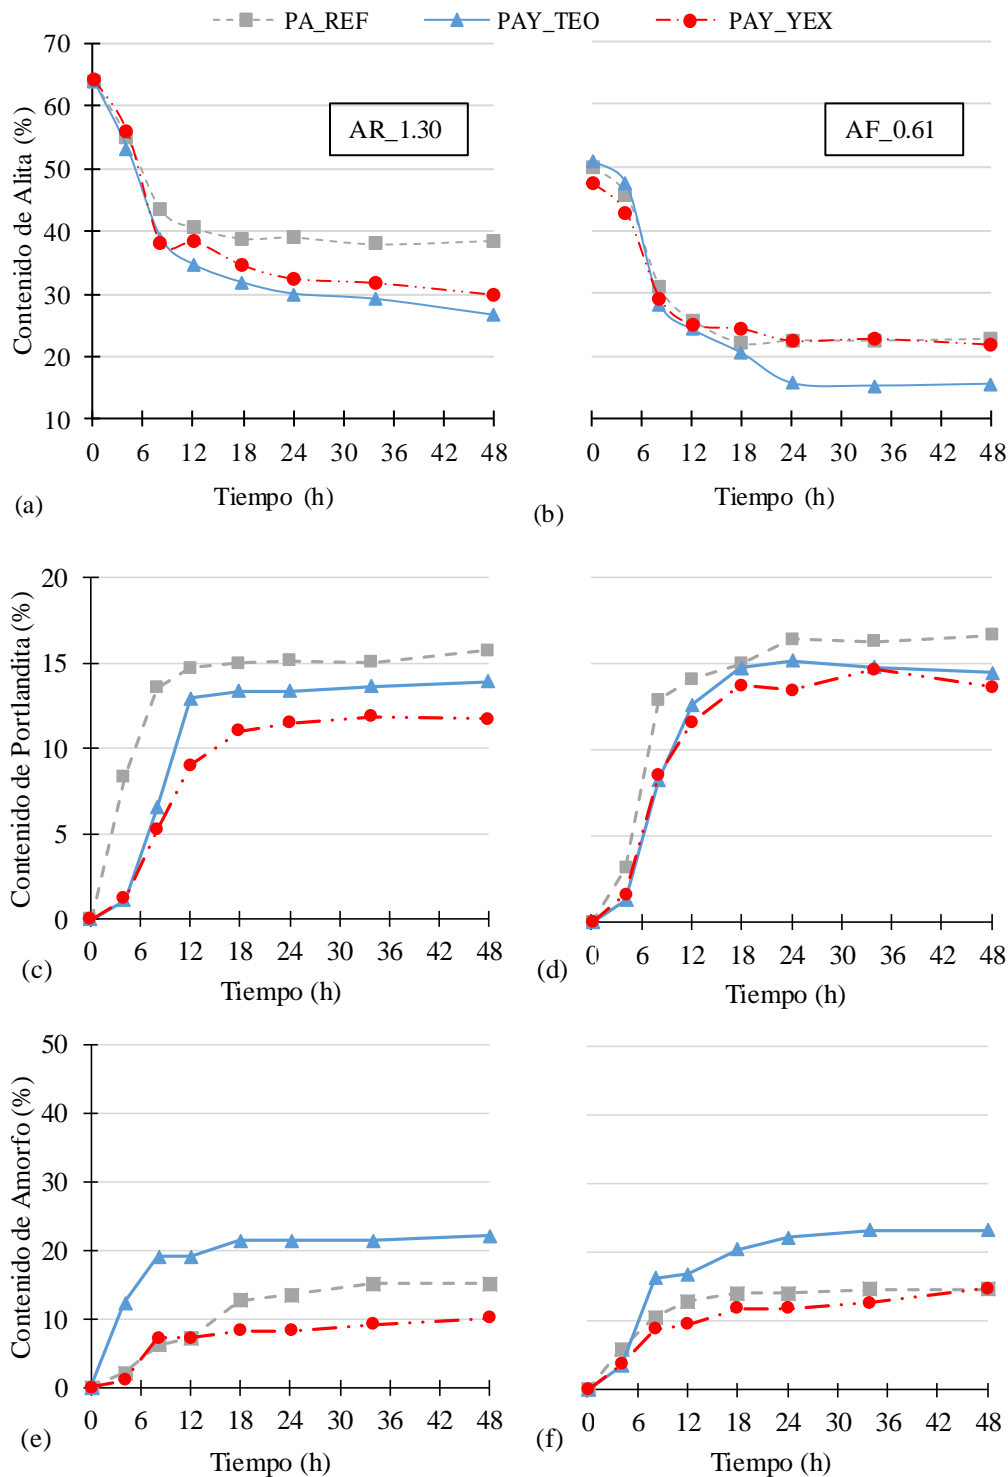 PA_REF PAY_TEO PAY_YEX
Contenido de Alita (%)
70
60
50
40
30
20
10
AR_1.30
AF_0.61
0 6 12 18 24 30 36 42 48
0 6 12 18 24 30 36 42 48
(a) Tiempo (h)
(b) Tiempo (h)
Contenido de Portlandita (%)
20
15
10
5
0
0 6 12 18 24 30 36 42 48
0 6 12 18 24 30 36 42 48
(c) Tiempo (h)
(d) Tiempo (h)
Contenido de Amorfo (%)
50
40
30
20
10
0
0 6 12 18 24 30 36 42 48
0 6 12 18 24 30 36 42 48
(e) Tiempo (h)
(f) Tiempo (h)